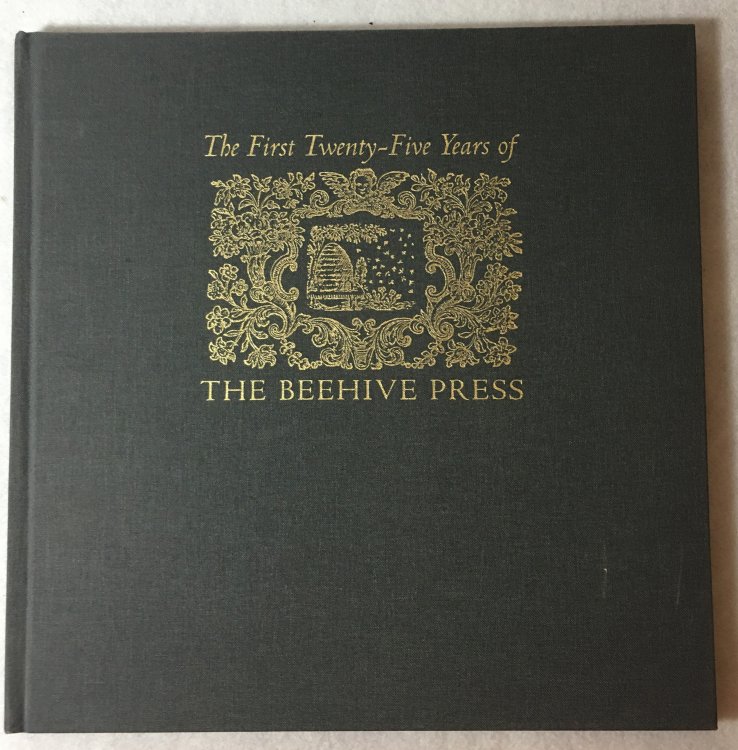 The First Twenty-Five Years of
THE BEEHIVE PRESS